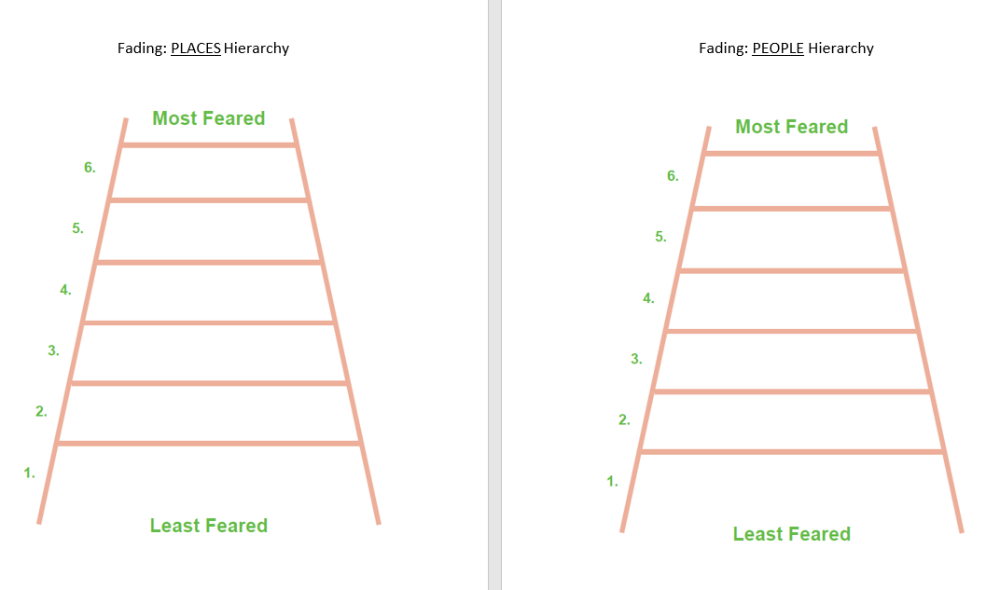 Fading: PLACES Hierarchy
Most Feared
6.
5.
4.
3.
2.
1.
Least Feared
Fading: PEOPLE Hierarchy
Most Feared
6.
5.
4.
3.
2.
1.
Least Feared